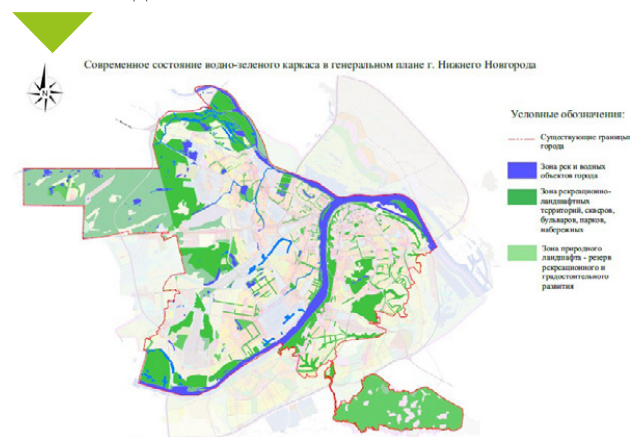 Современное состояние водно-зеленого каркаса в генеральном плане г. Нижнего Новгорода
Условные обозначения:
Существующие границы
города
Зона рек и водных
объектов города
Зона рекреационно-
ландшафтных
территорий, скверов,
бульваров, парков,
набережных
Зона природного
ландшафта - резерв
рекреационного и
градостоительного
развития